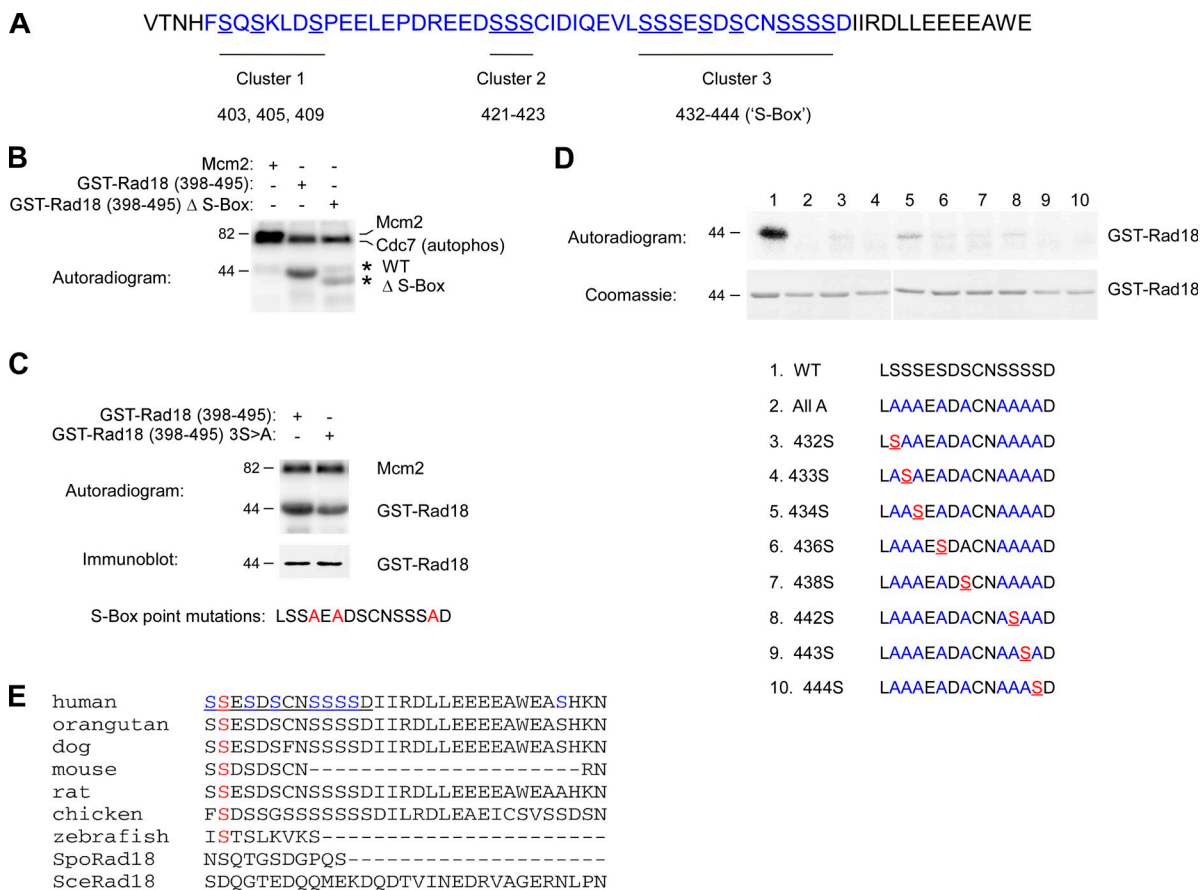 A
VTNHFSQSKLDSPEELEPDREEDSSSCIDIQEVLSSSESDSCNSSSSDIIRDLLEEEEAWE
Cluster 1
Cluster 2
Cluster 3
403, 405, 409
421-423
432-444 ('S-Box')
B
Mcm2: + - -
GST-Rad18 (398-495): - + -
GST-Rad18 (398-495) Δ S-Box: - - +
82
Mcm2
Cdc7 (autophos)
Autoradiogram:
44
* WT
* Δ S-Box
C
GST-Rad18 (398-495): + -
GST-Rad18 (398-495) 3S>A: - +
82
Mcm2
Autoradiogram:
44
GST-Rad18
Immunoblot:
44
GST-Rad18
S-Box point mutations: LSSAEADSCNSSSAD
D
1 2 3 4 5 6 7 8 9 10
Autoradiogram:
44
GST-Rad18
Coomassie:
44
GST-Rad18
1. WT LSSSESDSCNSSSSD
2. All A LAAAEADACNAAAAD
3. 432S LSAAEADACNAAAAD
4. 433S LASAEADACNAAAAD
5. 434S LAASEADACNAAAAD
6. 436S LAAAESDACNAAAAD
7. 438S LAAAEADSCNAAAAD
8. 442S LAAAEADACNASAAD
9. 443S LAAAEADACNAASAD
10. 444S LAAAEADACNAAASD
E
human SSESDSCNSSSSDIIRDLLEEEEAWEASHKN
orangutan SSESDSCNSSSSDIIRDLLEEEEAWEASHKN
dog SSESDSFNSSSSDIIRDLLEEEEAWEASHKN
mouse SSDSDSCN----------------------RN
rat SSESDSCNSSSSDIIRDLLEEEEAWEAAHKN
chicken FSDSSGSSSSSSDILRDLEAEICSVSSDSN
zebrafish ISTSLKVKS----------------------
SpoRad18 NSQTGSDGPQS--------------------
SceRad18 SDQGTEDQQMEKDQDTVINEDRVAGERNLPN